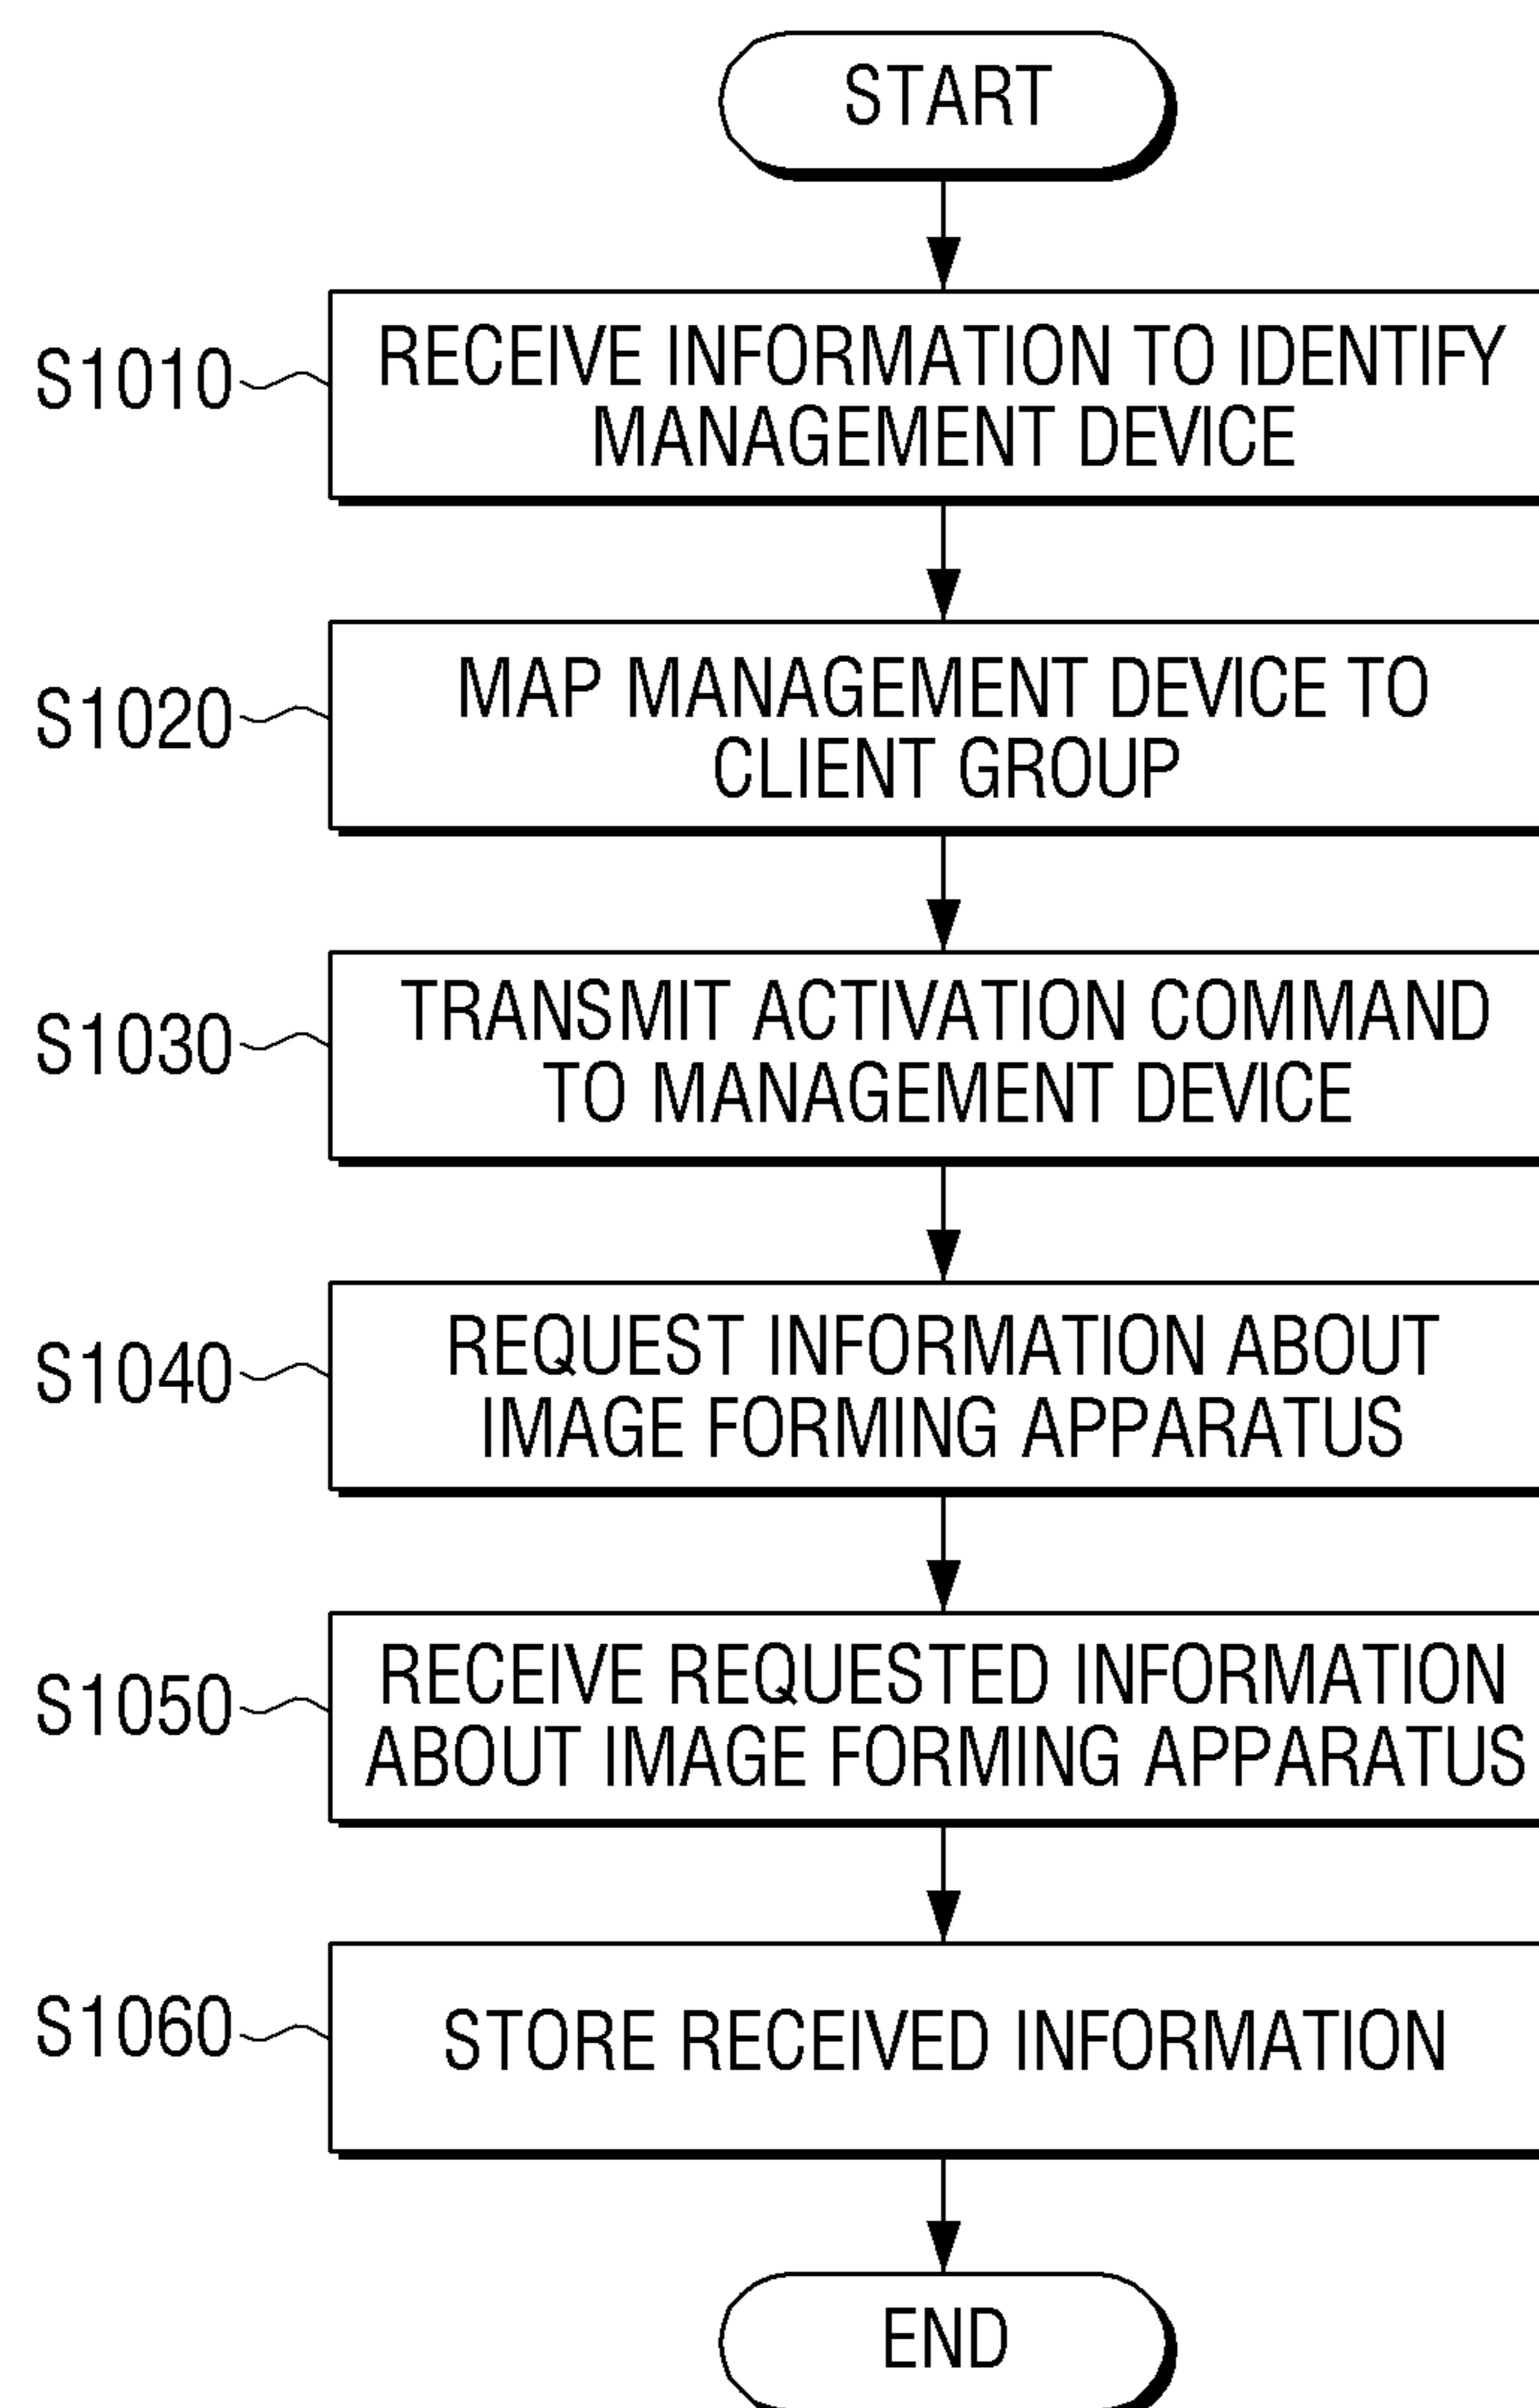 START
S1010
RECEIVE INFORMATION TO IDENTIFY
MANAGEMENT DEVICE
S1020
MAP MANAGEMENT DEVICE TO
CLIENT GROUP
S1030
TRANSMIT ACTIVATION COMMAND
TO MANAGEMENT DEVICE
S1040
REQUEST INFORMATION ABOUT
IMAGE FORMING APPARATUS
S1050
RECEIVE REQUESTED INFORMATION
ABOUT IMAGE FORMING APPARATUS
S1060
STORE RECEIVED INFORMATION
END